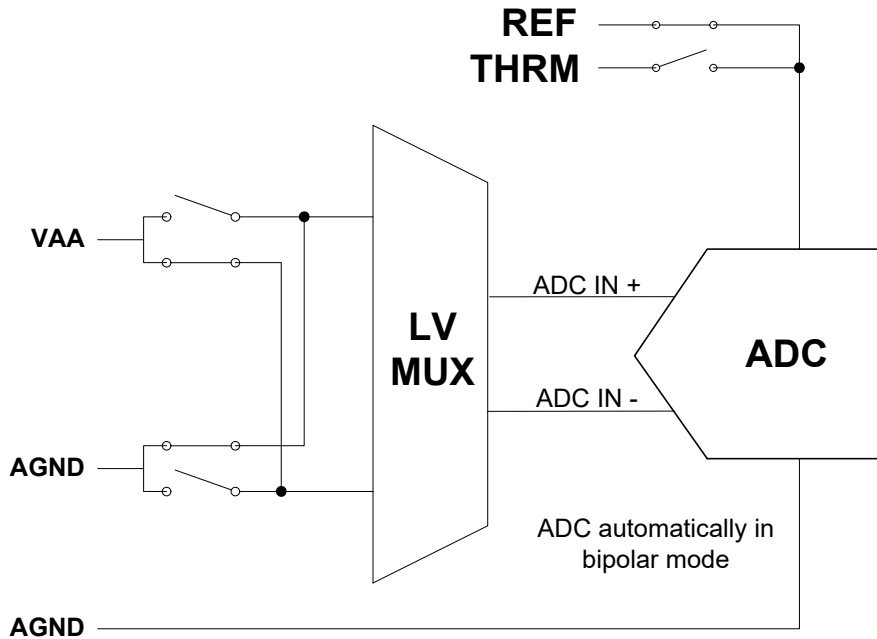 REF
THRM
VAA
ADC IN +
LV
MUX
ADC
ADC IN -
AGND
ADC automatically in
bipolar mode
AGND